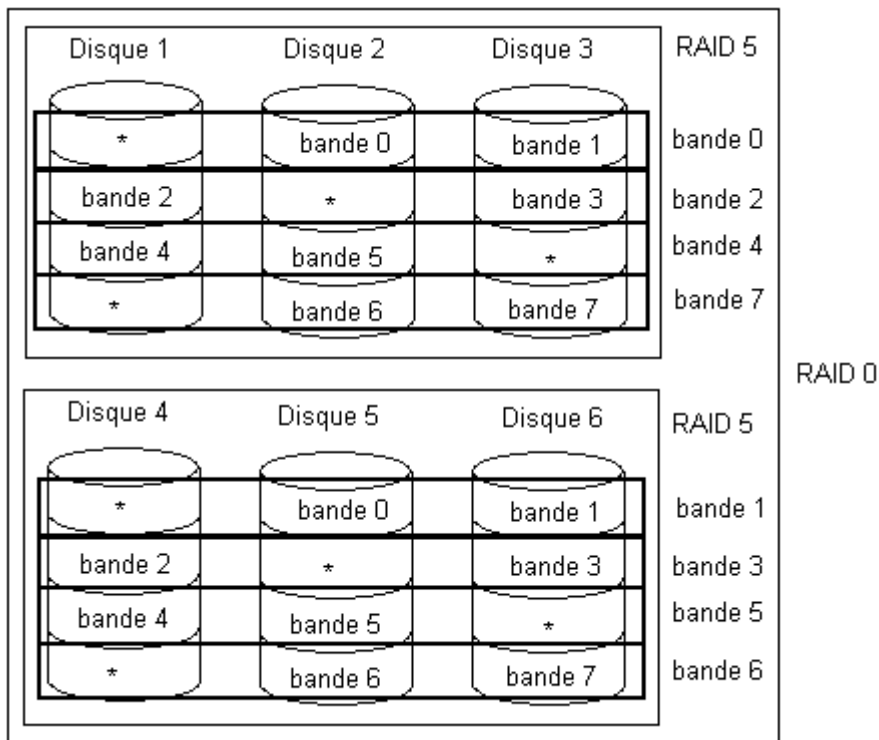 Disque 1 Disque 2 Disque 3 RAID 5
* bande 0 bande 1 bande 0
bande 2 * bande 3 bande 2
bande 4 bande 5 * bande 4
* bande 6 bande 7 bande 7
RAID 0
Disque 4 Disque 5 Disque 6 RAID 5
* bande 0 bande 1 bande 1
bande 2 * bande 3 bande 3
bande 4 bande 5 * bande 5
* bande 6 bande 7 bande 6